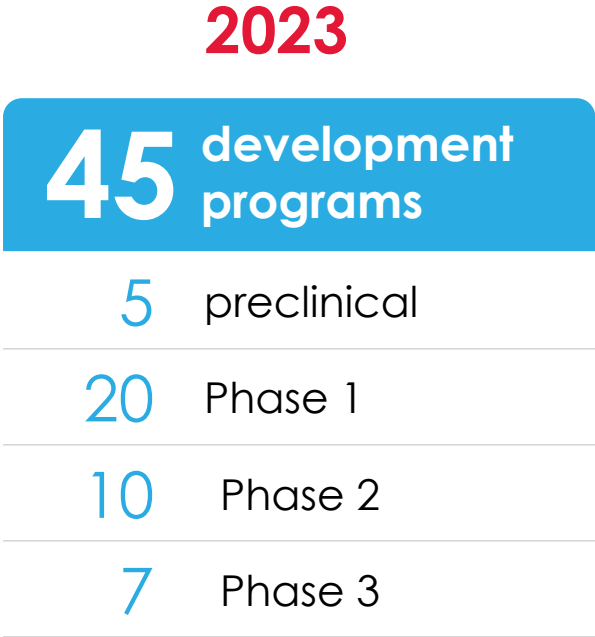 2023
45 development
programs
5 preclinical
20 Phase 1
10 Phase 2
7 Phase 3